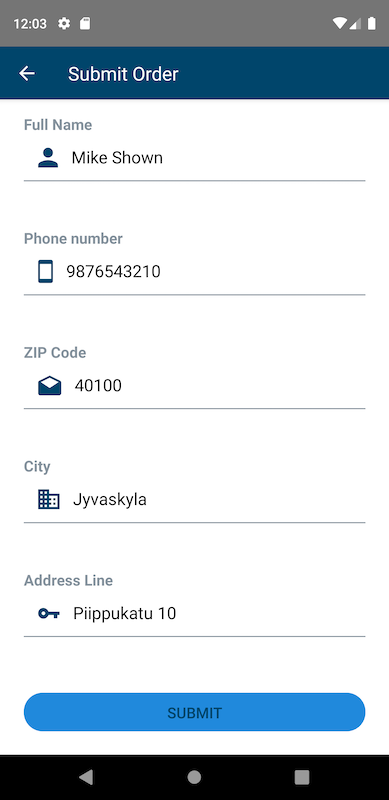 12:03
Submit Order
Full Name
Mike Shown
Phone number
9876543210
ZIP Code
40100
City
Jyvaskyla
Address Line
Piippukatu 10
SUBMIT